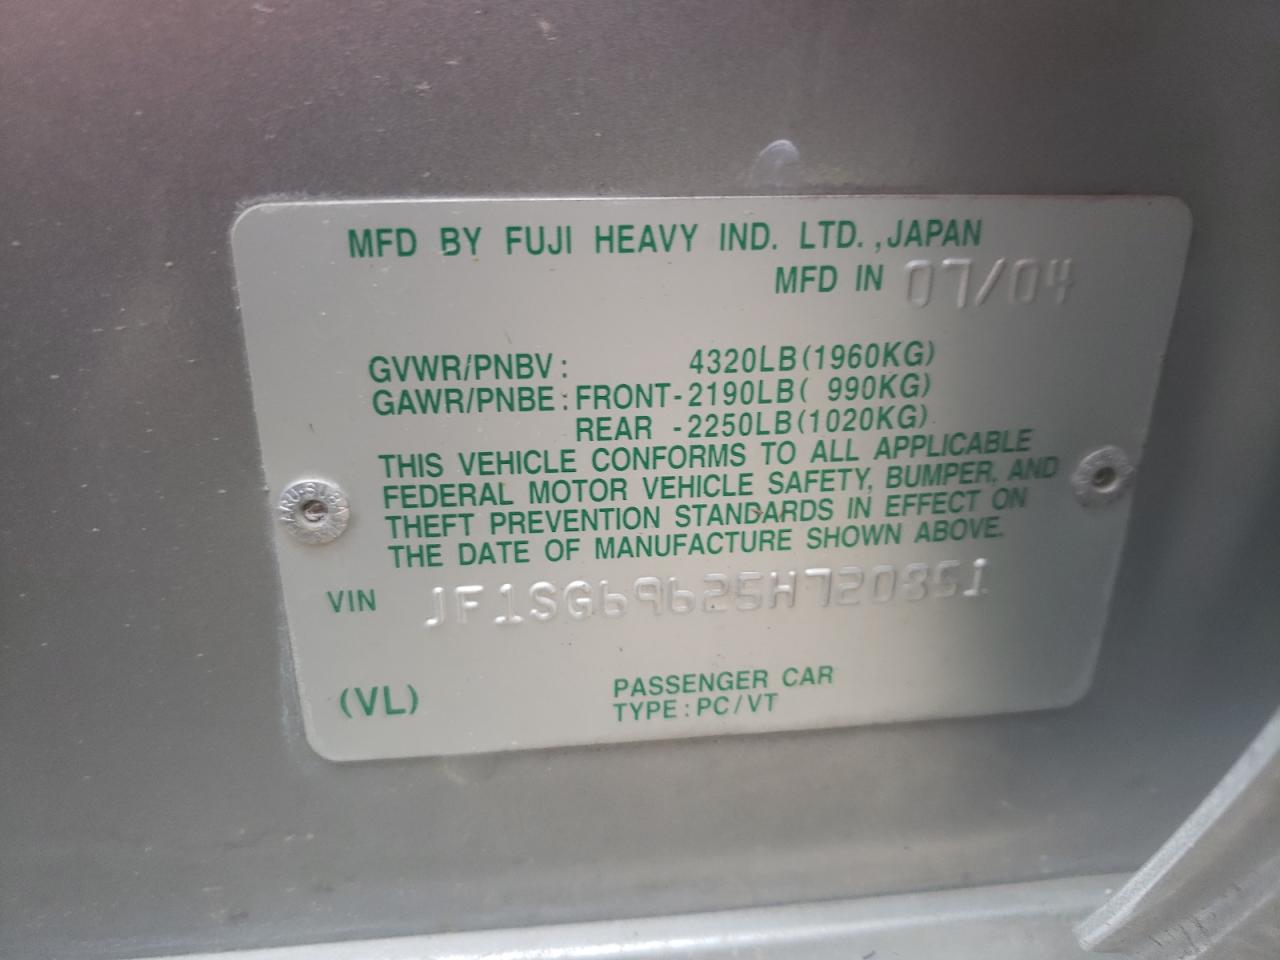 MFD BY FUJI HEAVY IND. LTD.,JAPAN
MFD IN 07/04
GVWR/PNBV: 4320LB(1960KG)
GAWR/PNBE:FRONT-2190LB( 990KG)
REAR -2250LB(1020KG)
THIS VEHICLE CONFORMS TO ALL APPLICABLE
FEDERAL MOTOR VEHICLE SAFETY, BUMPER, AND
THEFT PREVENTION STANDARDS IN EFFECT ON
THE DATE OF MANUFACTURE SHOWN ABOVE.
VIN JF1SG69625H720851
(VL)
PASSENGER CAR
TYPE:PC/VT